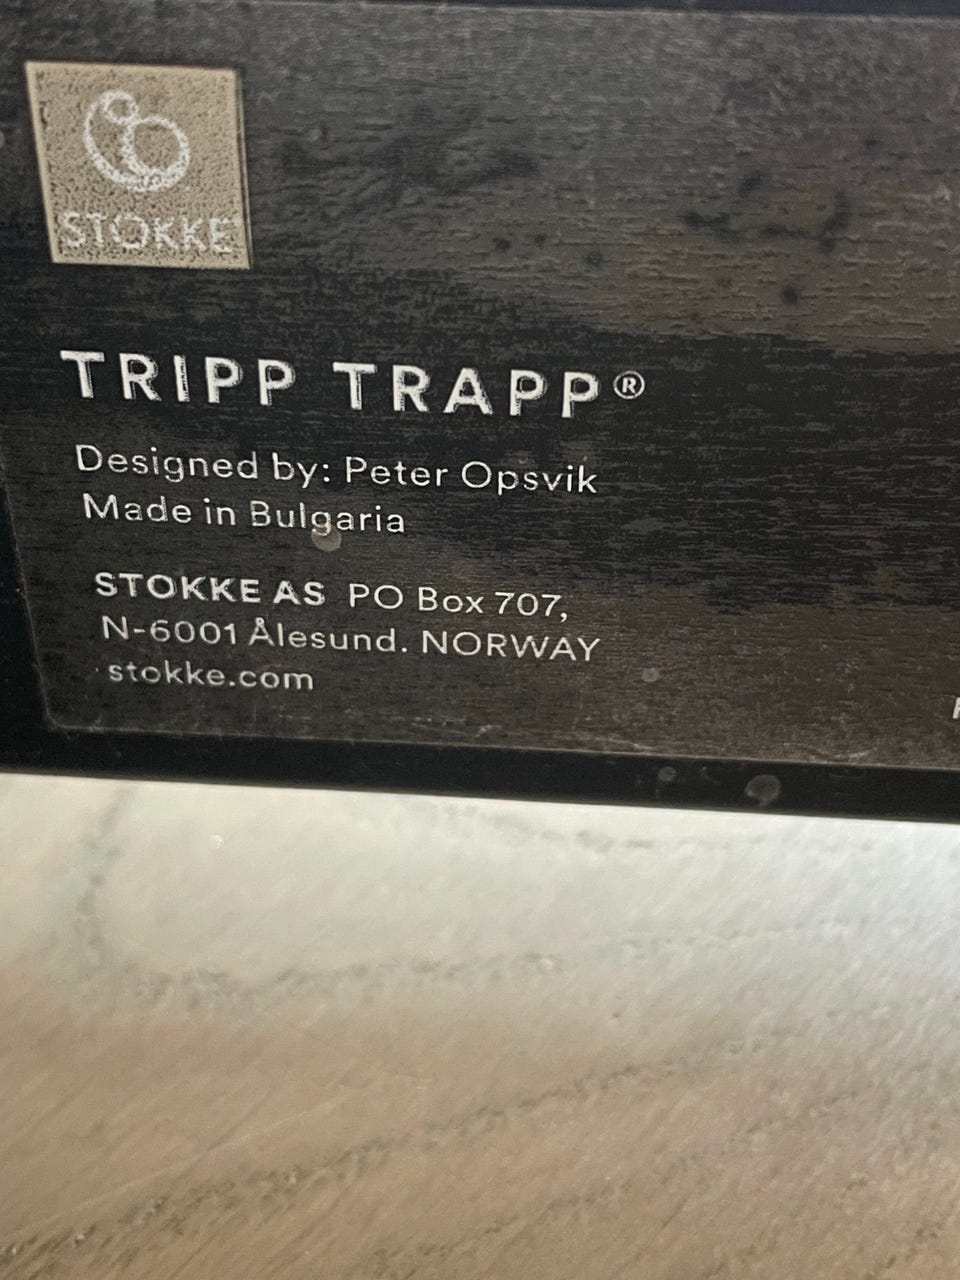 STOKKE
TRIPP TRAPP®
Designed by: Peter Opsvik
Made in Bulgaria
STOKKE AS PO Box 707,
N-6001 Ålesund. NORWAY
stokke.com